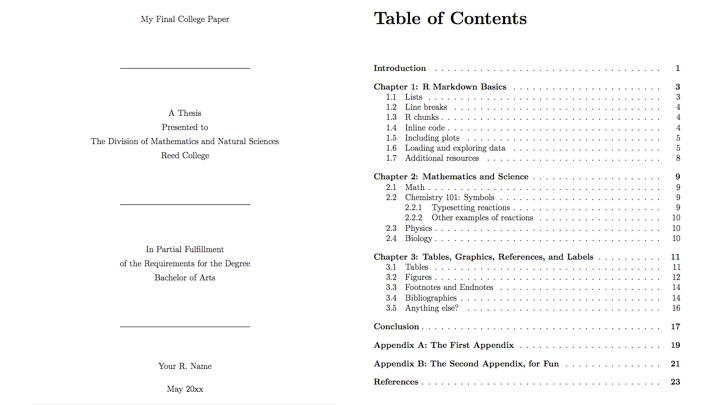 My Final College Paper
A Thesis
Presented to
The Division of Mathematics and Natural Sciences
Reed College
In Partial Fulfillment
of the Requirements for the Degree
Bachelor of Arts
Your R. Name
May 20xx
Table of Contents
Introduction . . . . . . . . . . . . . . . . . . . . . . . . . . . . . . . . . . . . 1
Chapter 1: R Markdown Basics . . . . . . . . . . . . . . . . . . . . . . . 3
1.1 Lists . . . . . . . . . . . . . . . . . . . . . . . . . . . . . . . . . . . . 3
1.2 Line breaks . . . . . . . . . . . . . . . . . . . . . . . . . . . . . . . . 4
1.3 R chunks . . . . . . . . . . . . . . . . . . . . . . . . . . . . . . . . . . 4
1.4 Inline code . . . . . . . . . . . . . . . . . . . . . . . . . . . . . . . . . 4
1.5 Including plots . . . . . . . . . . . . . . . . . . . . . . . . . . . . . . 5
1.6 Loading and exploring data . . . . . . . . . . . . . . . . . . . . . . . 5
1.7 Additional resources . . . . . . . . . . . . . . . . . . . . . . . . . . . 8
Chapter 2: Mathematics and Science . . . . . . . . . . . . . . . . . . . . 9
2.1 Math . . . . . . . . . . . . . . . . . . . . . . . . . . . . . . . . . . . . 9
2.2 Chemistry 101: Symbols . . . . . . . . . . . . . . . . . . . . . . . . . 9
2.2.1 Typesetting reactions . . . . . . . . . . . . . . . . . . . . . . . 9
2.2.2 Other examples of reactions . . . . . . . . . . . . . . . . . . . 10
2.3 Physics . . . . . . . . . . . . . . . . . . . . . . . . . . . . . . . . . . . 10
2.4 Biology . . . . . . . . . . . . . . . . . . . . . . . . . . . . . . . . . . . 10
Chapter 3: Tables, Graphics, References, and Labels . . . . . . . . . 11
3.1 Tables . . . . . . . . . . . . . . . . . . . . . . . . . . . . . . . . . . . 11
3.2 Figures . . . . . . . . . . . . . . . . . . . . . . . . . . . . . . . . . . . 12
3.3 Footnotes and Endnotes . . . . . . . . . . . . . . . . . . . . . . . . . 14
3.4 Bibliographies . . . . . . . . . . . . . . . . . . . . . . . . . . . . . . . 14
3.5 Anything else? . . . . . . . . . . . . . . . . . . . . . . . . . . . . . . 16
Conclusion . . . . . . . . . . . . . . . . . . . . . . . . . . . . . . . . . . . . 17
Appendix A: The First Appendix . . . . . . . . . . . . . . . . . . . . . . 19
Appendix B: The Second Appendix, for Fun . . . . . . . . . . . . . . . 21
References . . . . . . . . . . . . . . . . . . . . . . . . . . . . . . . . . . . . 23